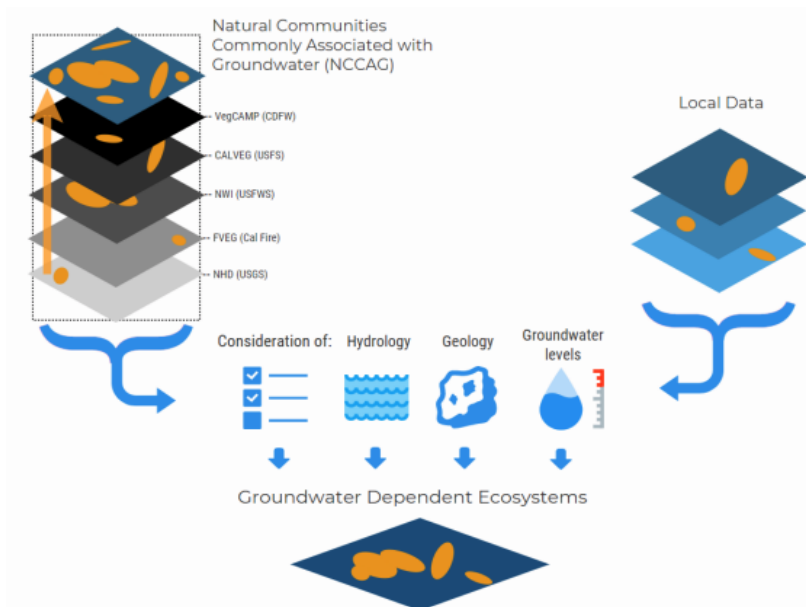 Natural Communities
Commonly Associated with
Groundwater (NCCAG)
VegCAMP (CDFW)
CALVEG (USFS)
NWI (USFWS)
FVEG (Cal Fire)
NHD (USGS)
Local Data
Consideration of:
Hydrology
Geology
Groundwater
levels
Groundwater Dependent Ecosystems